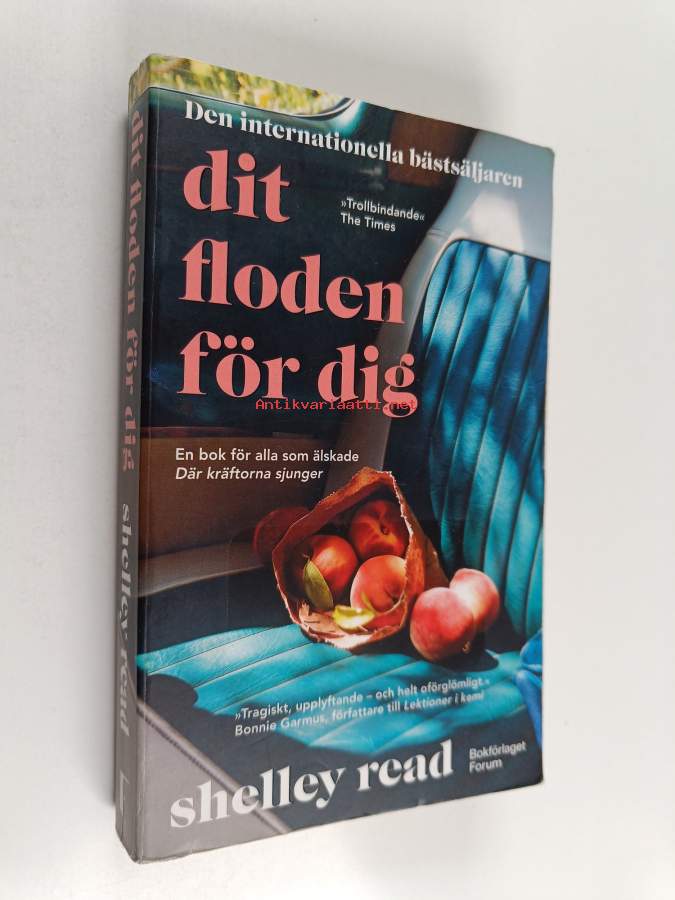 Den internationella bästsäljaren
dit
floden
för dig
»Trollbindande«
The Times
Antikvariaatti.net
En bok för alla som älskade
Där kräftorna sjunger
»Tragiskt, upplyftande – och helt oförglömligt.«
Bonnie Garmus, författare till Lektioner i kemi
shelley read
Bokförlaget
Forum
dit floden för dig shelley read